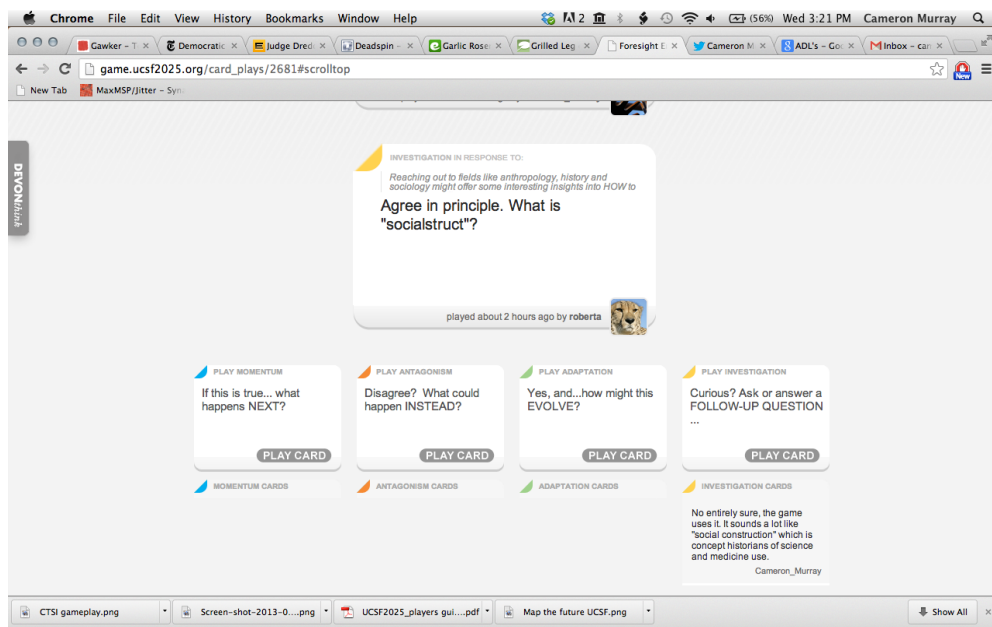 Chrome File Edit View History Bookmarks Window Help 2 (56%) Wed 3:21 PM Cameron Murray
Gawker - T Democratic Judge Dred Deadspin - Garlic Rose Grilled Leg Foresight E Cameron M ADL's - Goo Inbox - can
game.ucsf2025.org/card_plays/2681#scrolltop New
New Tab MaxMSP/Jitter - Syn
DEVONthink
INVESTIGATION IN RESPONSE TO:
Reaching out to fields like anthropology, history and
sociology might offer some interesting insights into HOW to
Agree in principle. What is
"socialstruct"?
played about 2 hours ago by roberta
PLAY MOMENTUM PLAY ANTAGONISM PLAY ADAPTATION PLAY INVESTIGATION
If this is true... what
happens NEXT?
PLAY CARD
Disagree? What could
happen INSTEAD?
PLAY CARD
Yes, and...how might this
EVOLVE?
PLAY CARD
Curious? Ask or answer a
FOLLOW-UP QUESTION
...
PLAY CARD
MOMENTUM CARDS ANTAGONISM CARDS ADAPTATION CARDS INVESTIGATION CARDS
No entirely sure, the game
uses it. It sounds a lot like
"social construction" which is
concept historians of science
and medicine use.
Cameron_Murray
CTSI gameplay.png Screen-shot-2013-0....png UCSF2025_players gui....pdf Map the future UCSF.png Show All